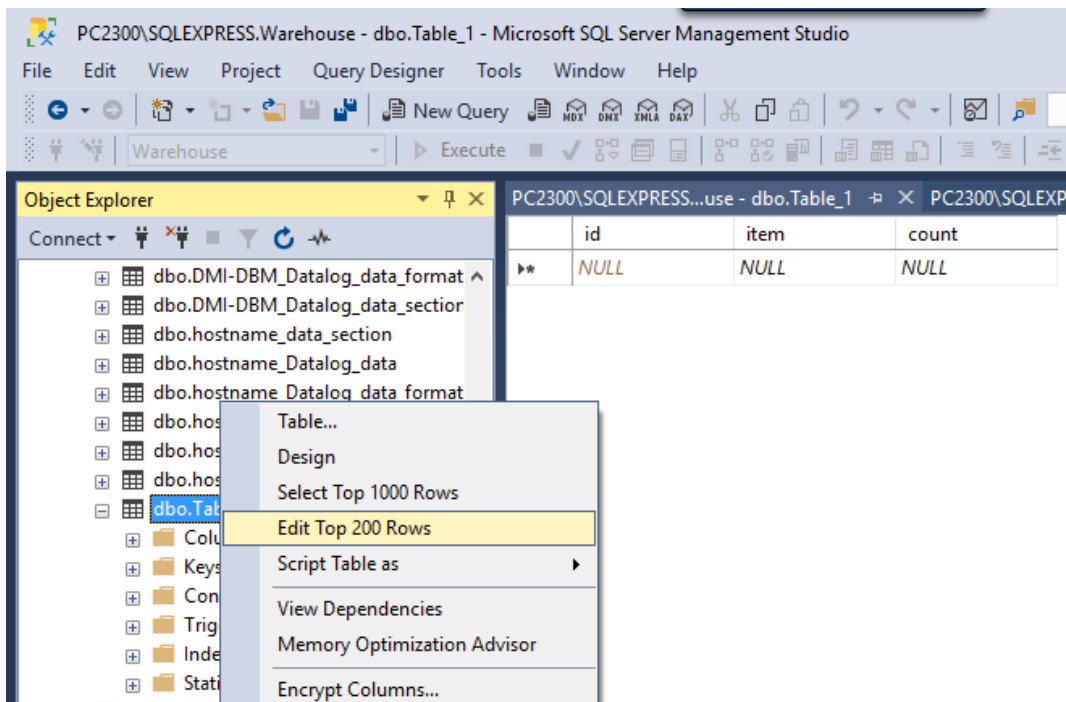 PC2300\SQLEXPRESS.Warehouse - dbo.Table_1 - Microsoft SQL Server Management Studio
File Edit View Project Query Designer Tools Window Help
New Query MDX DMX XMLA DAX
Warehouse Execute
Object Explorer
Connect
dbo.DMI-DBM_Datalog_data_format
dbo.DMI-DBM_Datalog_data_section
dbo.hostname_data_section
dbo.hostname_Datalog_data
dbo.hostname_Datalog_data_format
dbo.hos
dbo.hos
dbo.hos
dbo.Tab
Colu
Keys
Con
Trig
Inde
Stati
Table...
Design
Select Top 1000 Rows
Edit Top 200 Rows
Script Table as
View Dependencies
Memory Optimization Advisor
Encrypt Columns...
PC2300\SQLEXPRESS...use - dbo.Table_1 PC2300\SQLEXP
id item count
NULL NULL NULL